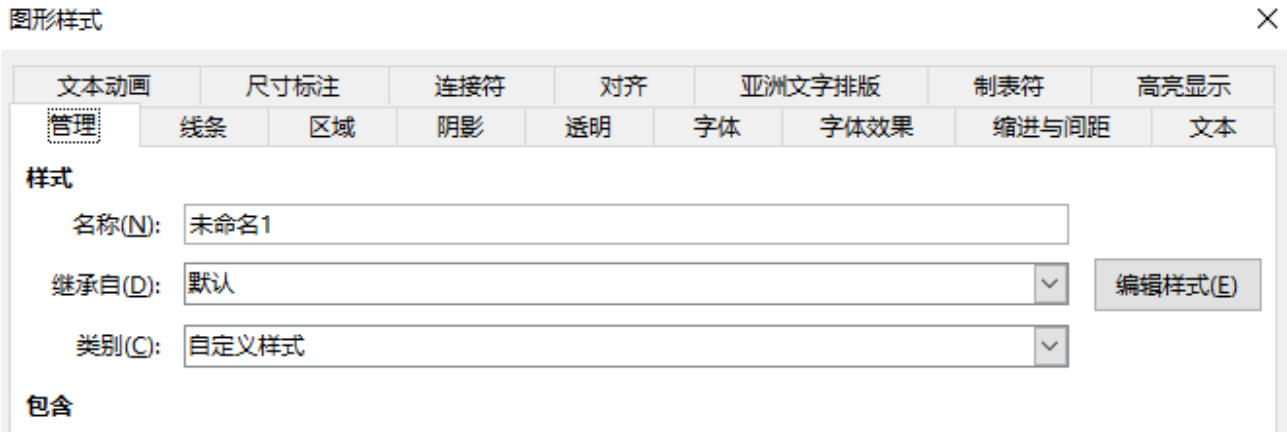 图形样式
文本动画 尺寸标注 连接符 对齐 亚洲文字排版 制表符 高亮显示
管理 线条 区域 阴影 透明 字体 字体效果 缩进与间距 文本
样式
名称(N): 未命名1
继承自(D): 默认 编辑样式(E)
类别(C): 自定义样式
包含